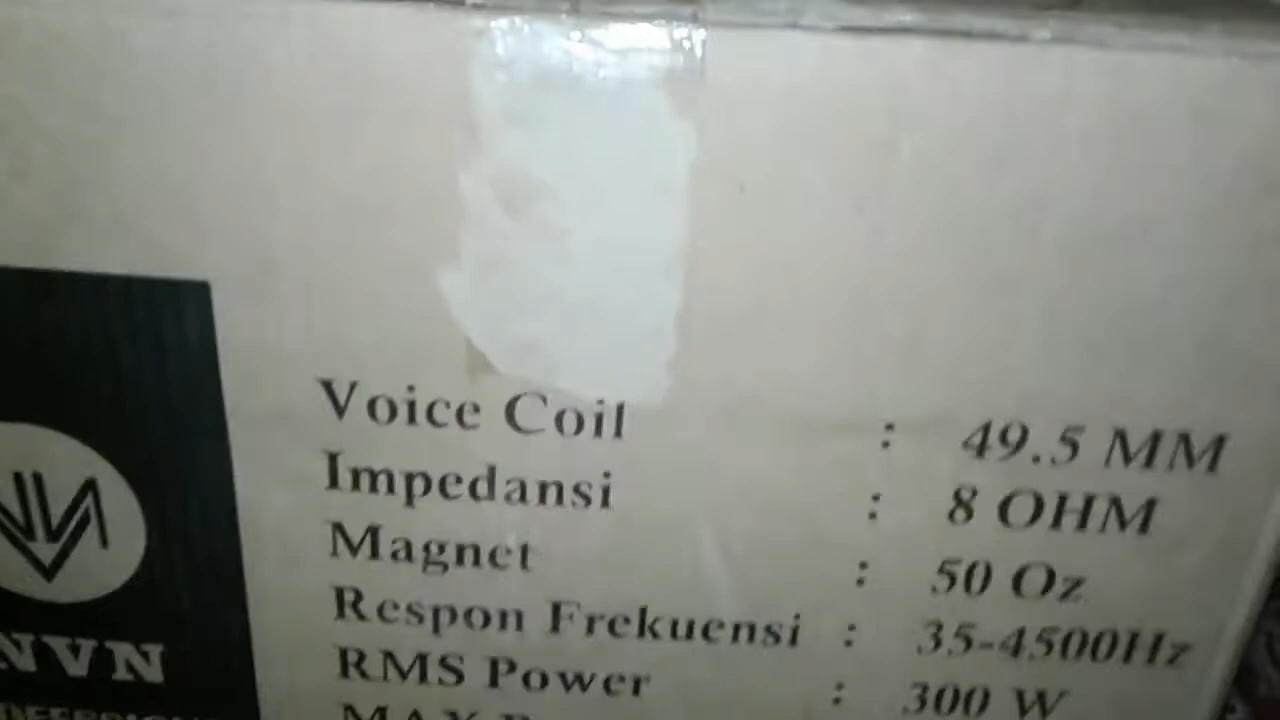 Voice Coil : 49.5 MM
Impedansi : 8 OHM
Magnet : 50 Oz
Respon Frekuensi : 35-4500Hz
RMS Power : 300 W
NVN